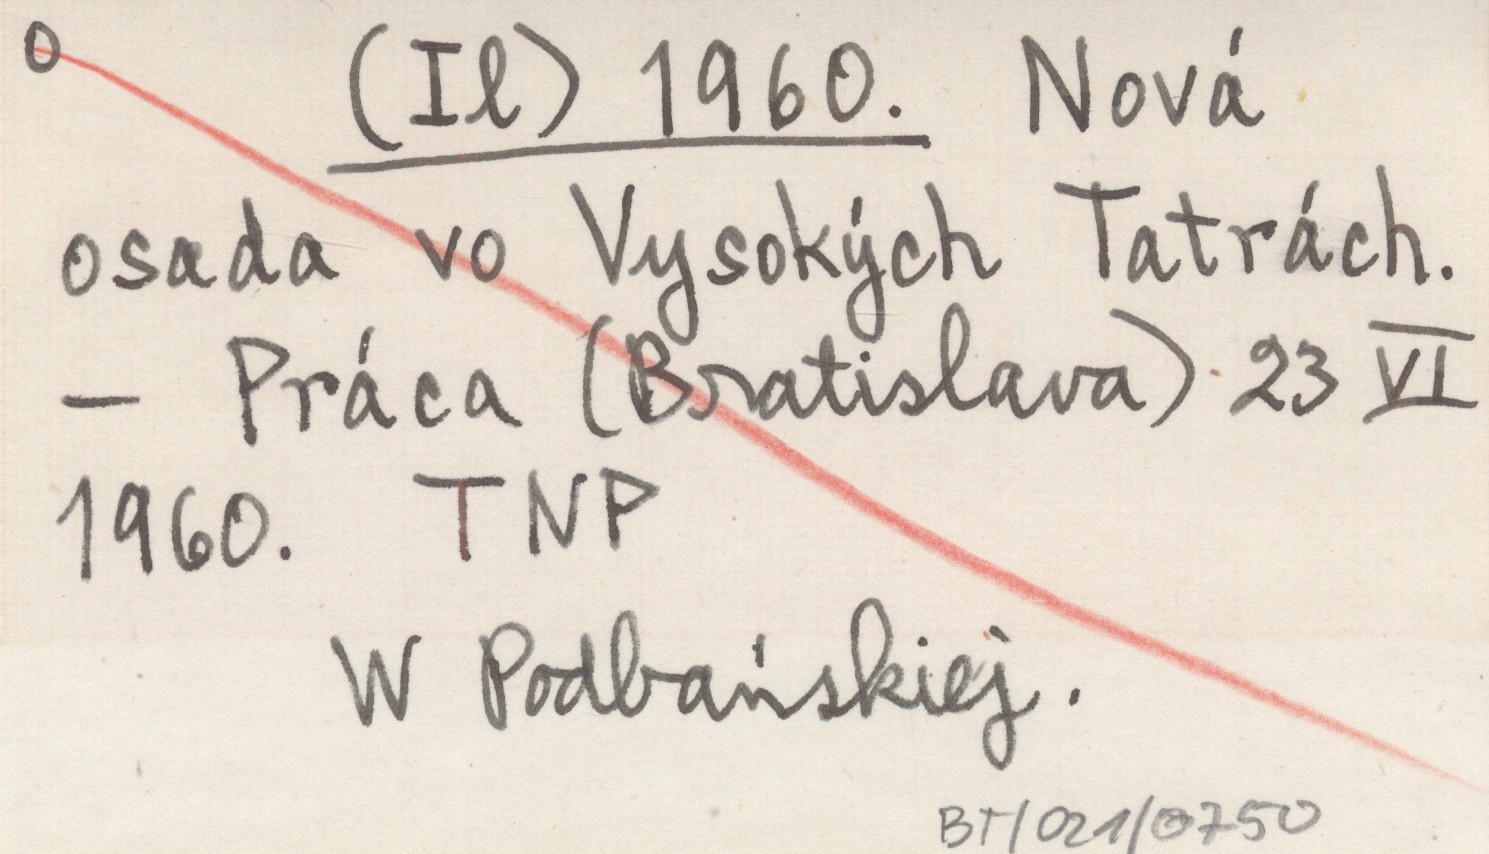 O (Il) 1960. Nová
osada vo Vysokých Tatrách.
– Práca (Bratislava) 23 VI
1960. TNP
W Podbańskiej.
BT/021/0750